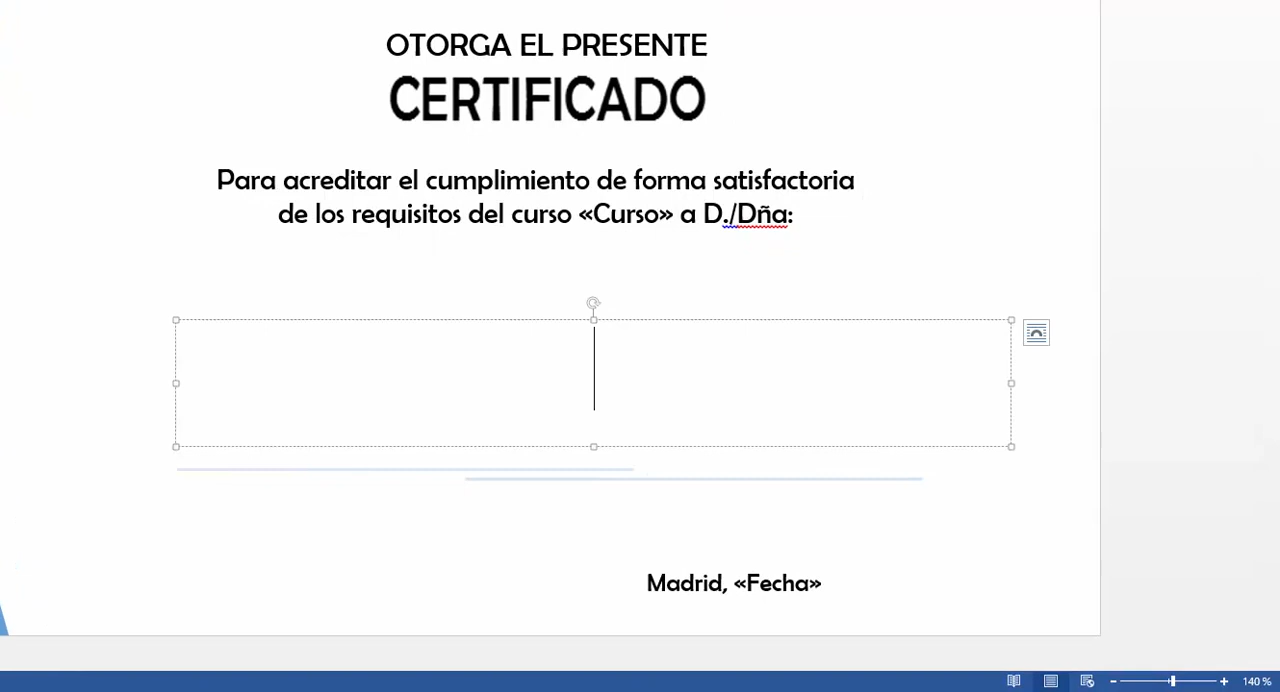 OTORGA EL PRESENTE
CERTIFICADO
Para acreditar el cumplimiento de forma satisfactoria
de los requisitos del curso «Curso» a D./Dña:
Madrid, «Fecha»
140 %